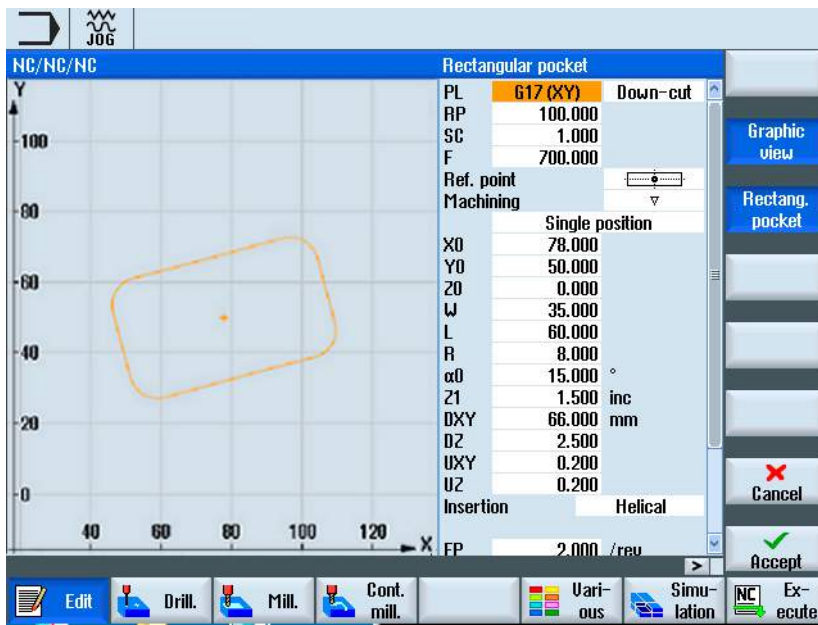 JOG
NC/NC/NC
Rectangular pocket
PL G17 (XY) Down-cut
RP 100.000
SC 1.000
F 700.000
Ref. point
Machining ▽
Single position
X0 78.000
Y0 50.000
Z0 0.000
W 35.000
L 60.000
R 8.000
α0 15.000 °
Z1 1.500 inc
DXY 66.000 mm
DZ 2.500
UXY 0.200
UZ 0.200
Insertion Helical
EP 2.000 /rev
Y
100
80
60
40
20
0
40 60 80 100 120 X
Graphic
view
Rectang.
pocket
Cancel
Accept
Edit
Drill.
Mill.
Cont.
mill.
Vari-
ous
Simu-
lation
NC Ex-
ecute